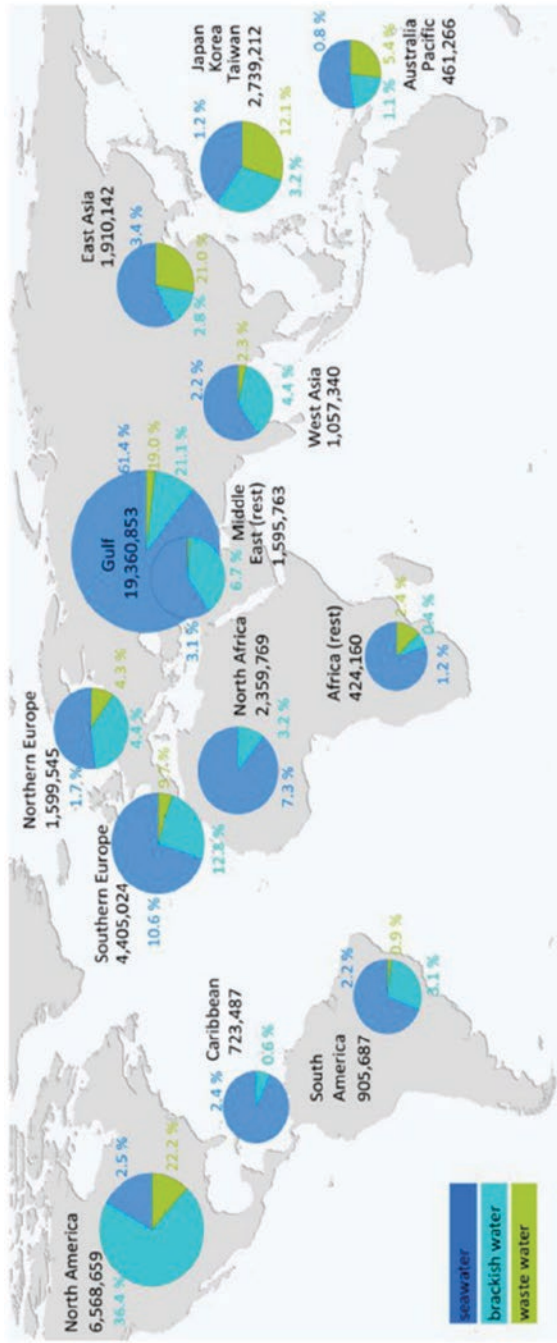 North America
6,568,659
36.4 %
2.5 %
22.2 %
Caribbean
723,487
2.4 %
0.6 %
South
America
905,687
2.2 %
0.9 %
3.1 %
Northern Europe
1,599,545
1.7 %
4.3 %
4.4 %
Southern Europe
4,405,024
10.6 %
9.7 %
12.8 %
North Africa
2,359,769
7.3 %
3.2 %
Africa (rest)
424,160
2.4 %
0.4 %
1.2 %
Gulf
19,360,853
61.4 %
19.0 %
21.1 %
Middle
East (rest)
1,595,763
3.1 %
6.7 %
West Asia
1,057,340
2.2 %
2.3 %
4.4 %
East Asia
1,910,142
3.4 %
21.0 %
2.8 %
Japan
Korea
Taiwan
2,739,212
1.2 %
12.1 %
3.2 %
Australia
Pacific
461,266
0.8 %
5.4 %
1.1 %
seawater
brackish water
waste water